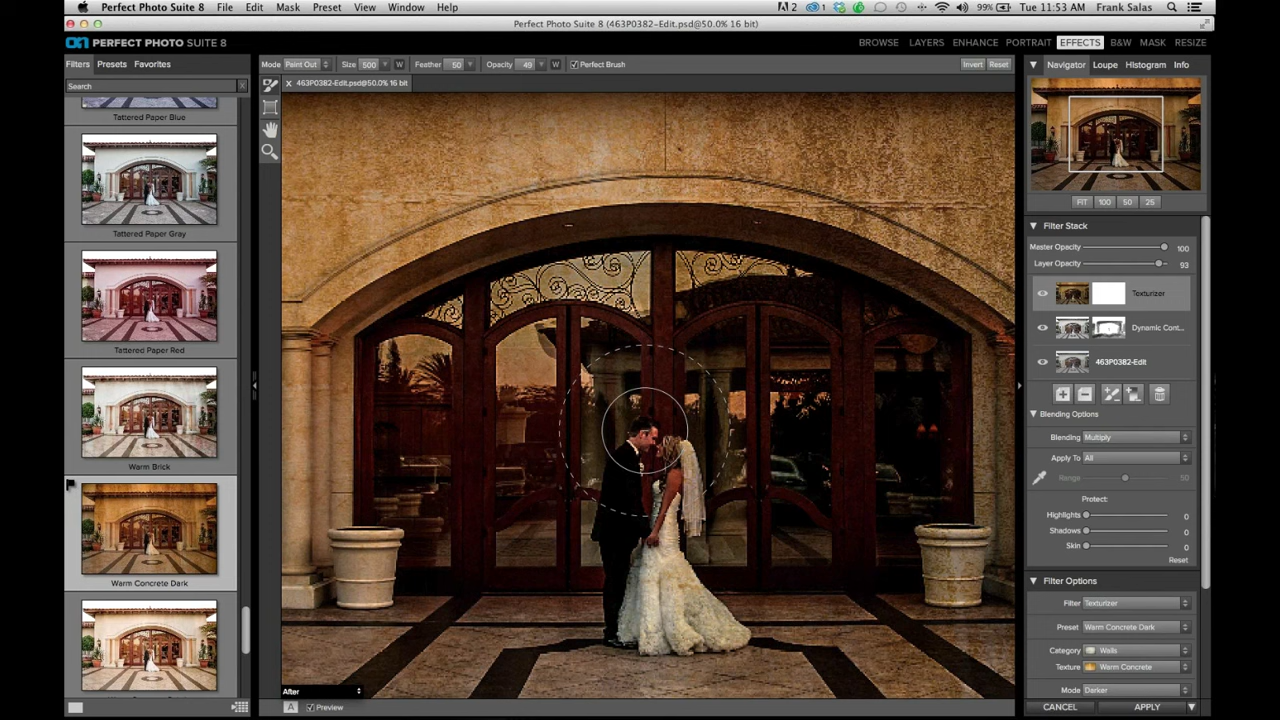 Perfect Photo Suite 8 File Edit Mask Preset View Window Help 2 1 99% Tue 11:53 AM Frank Salas
Perfect Photo Suite 8 (463P0382-Edit.psd@50.0% 16 bit)
on PERFECT PHOTO SUITE 8 BROWSE LAYERS ENHANCE PORTRAIT EFFECTS B&W MASK RESIZE
Filters Presets Favorites
Mode Paint Out Size 500 W Feather 50 Opacity 49 W Perfect Brush Invert Reset
Navigator Loupe Histogram Info
Search
463P0382-Edit.psd@50.0% 16 bit
Tattered Paper Blue
Tattered Paper Gray
Tattered Paper Red
Warm Brick
Warm Concrete Dark
After
A Preview
FIT 100 50 25
Filter Stack
Master Opacity 100
Layer Opacity 93
Texturizer
Dynamic Cont...
463P0382-Edit
Blending Options
Blending Multiply
Apply To All
Range 50
Protect:
Highlights 0
Shadows 0
Skin 0
Reset
Filter Options
Filter Texturizer
Preset Warm Concrete Dark
Category Walls
Texture Warm Concrete
Mode Darker
CANCEL APPLY